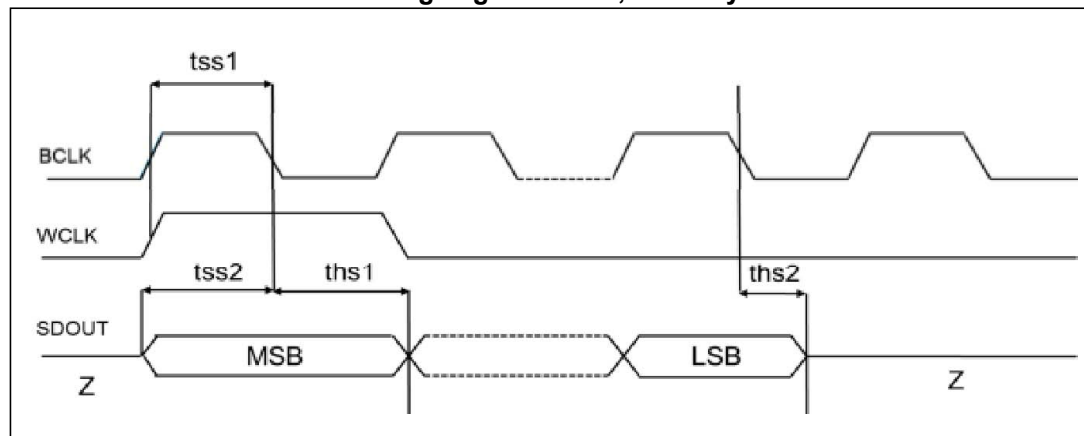 tss1
BCLK
WCLK
tss2 ths1 ths2
SDOUT
MSB LSB
Z Z